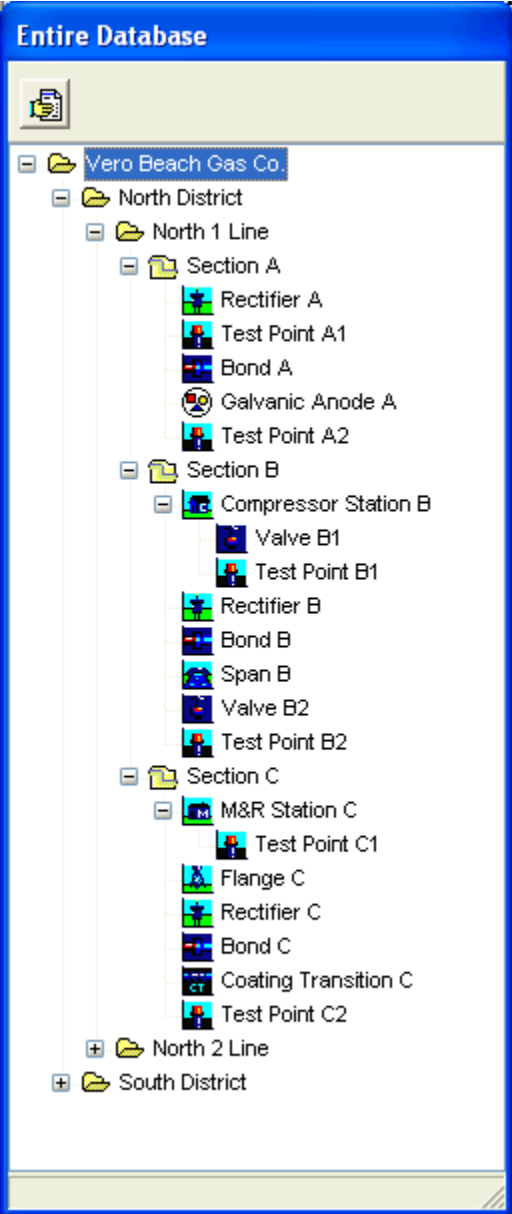 Entire Database
Vero Beach Gas Co.
North District
North 1 Line
Section A
Rectifier A
Test Point A1
Bond A
Galvanic Anode A
Test Point A2
Section B
Compressor Station B
Valve B1
Test Point B1
Rectifier B
Bond B
Span B
Valve B2
Test Point B2
Section C
M&R Station C
Test Point C1
Flange C
Rectifier C
Bond C
CT Coating Transition C
Test Point C2
North 2 Line
South District